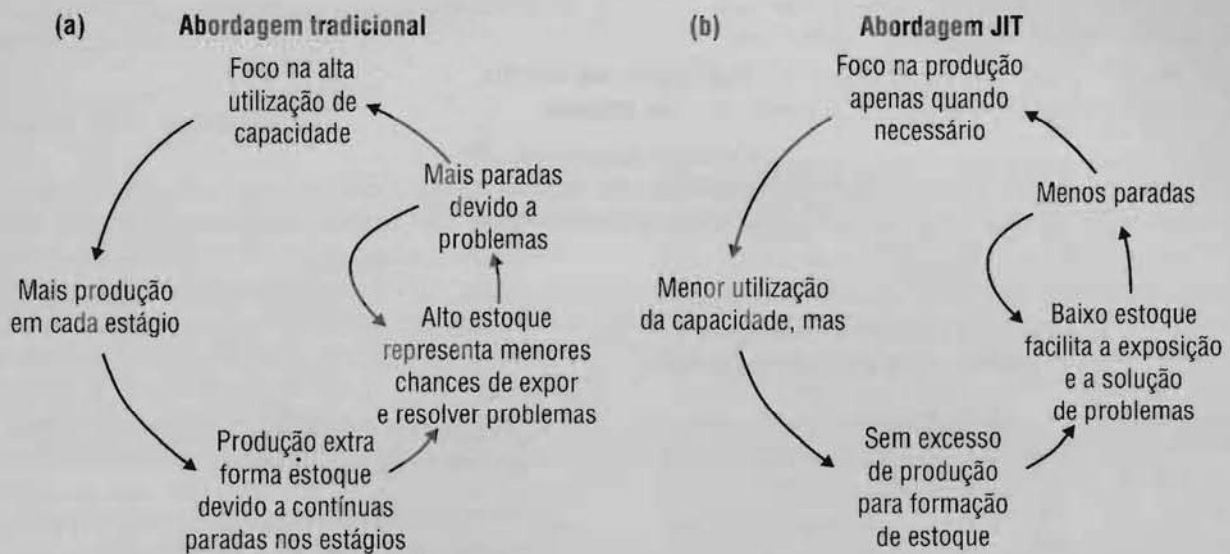 (a) Abordagem tradicional
Foco na alta
utilização de
capacidade
Mais paradas
devido a
problemas
Mais produção
em cada estágio
Alto estoque
representa menores
chances de expor
e resolver problemas
Produção extra
forma estoque
devido a contínuas
paradas nos estágios
(b) Abordagem JIT
Foco na produção
apenas quando
necessário
Menos paradas
Menor utilização
da capacidade, mas
Baixo estoque
facilita a exposição
e a solução
de problemas
Sem excesso
de produção
para formação
de estoque